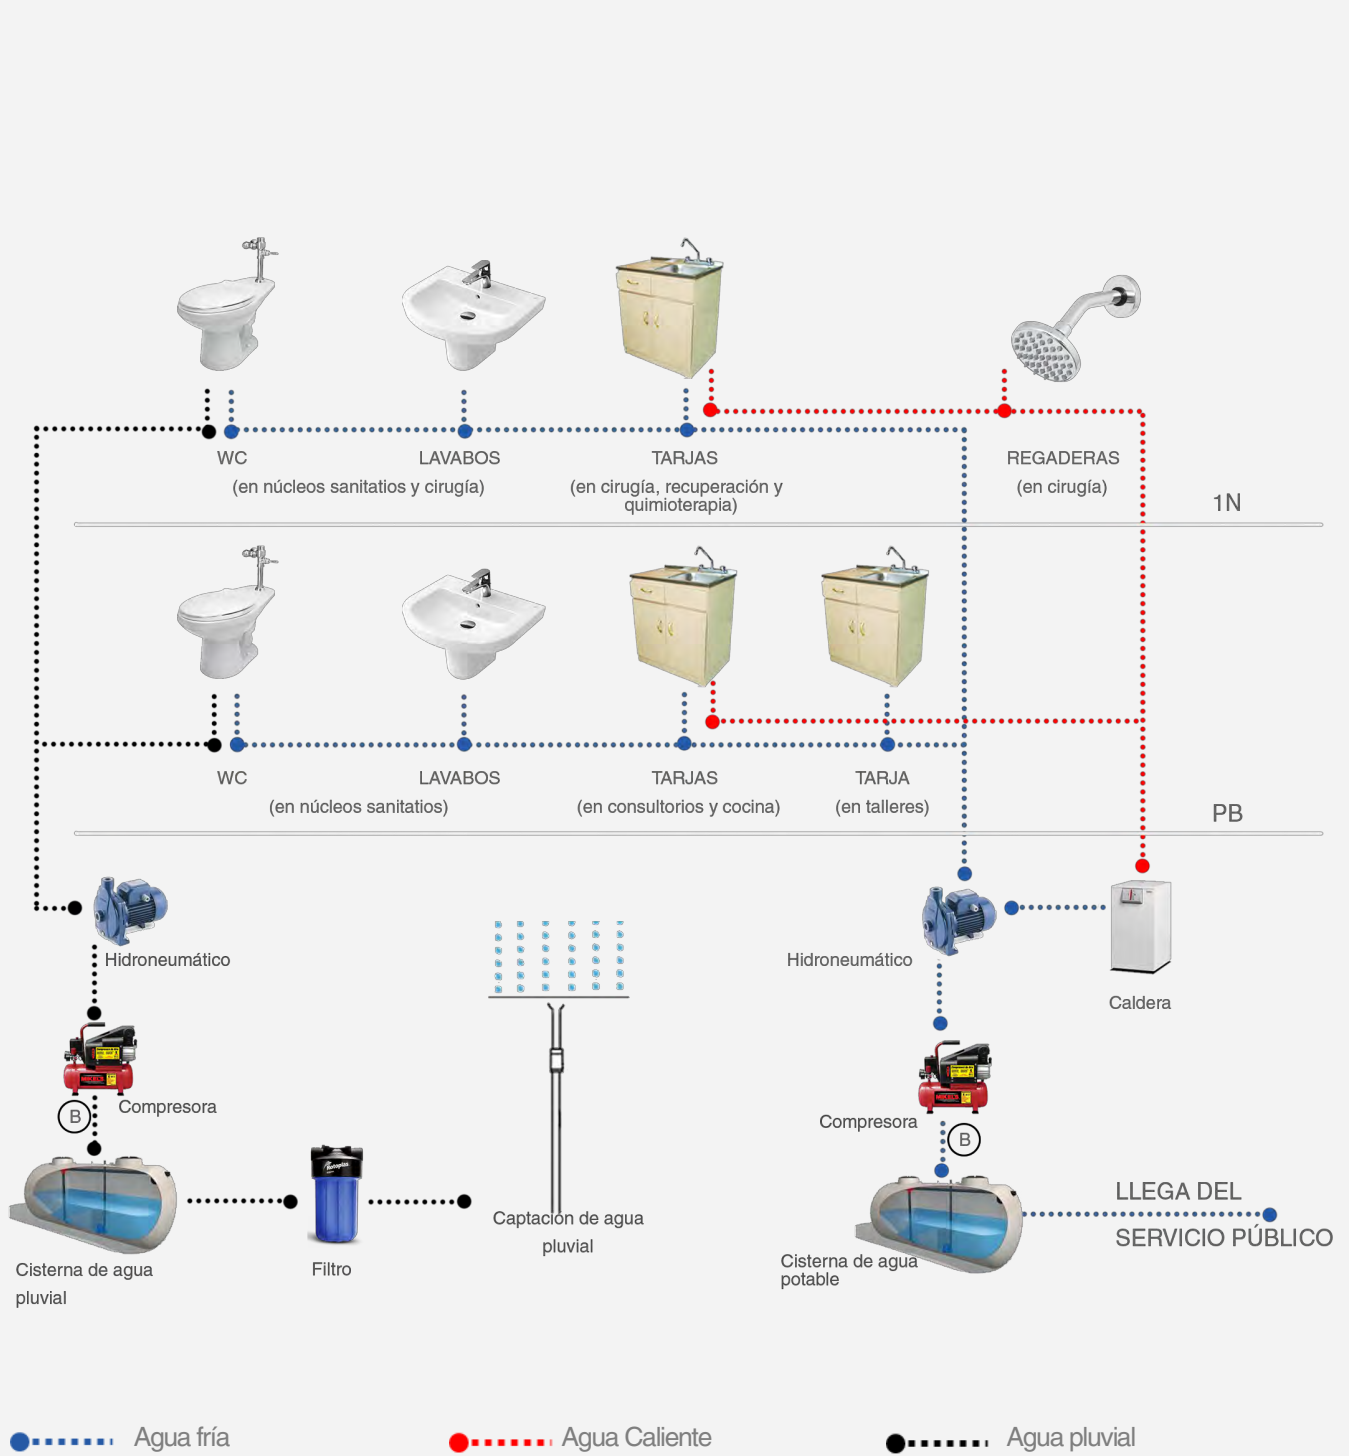 WC
LAVABOS
TARJAS
REGADERAS
(en núcleos sanitatios y cirugía)
(en cirugía, recuperación y
quimioterapia)
(en cirugía)
1N
WC
LAVABOS
TARJAS
TARJA
(en núcleos sanitatios)
(en consultorios y cocina)
(en talleres)
PB
Hidroneumático
Hidroneumático
Caldera
Compresora
B
Compresora
B
Rotoplas
LLEGA DEL
SERVICIO PÚBLICO
Captación de agua
pluvial
Cisterna de agua
pluvial
Filtro
Cisterna de agua
potable
Agua fría
Agua Caliente
Agua pluvial